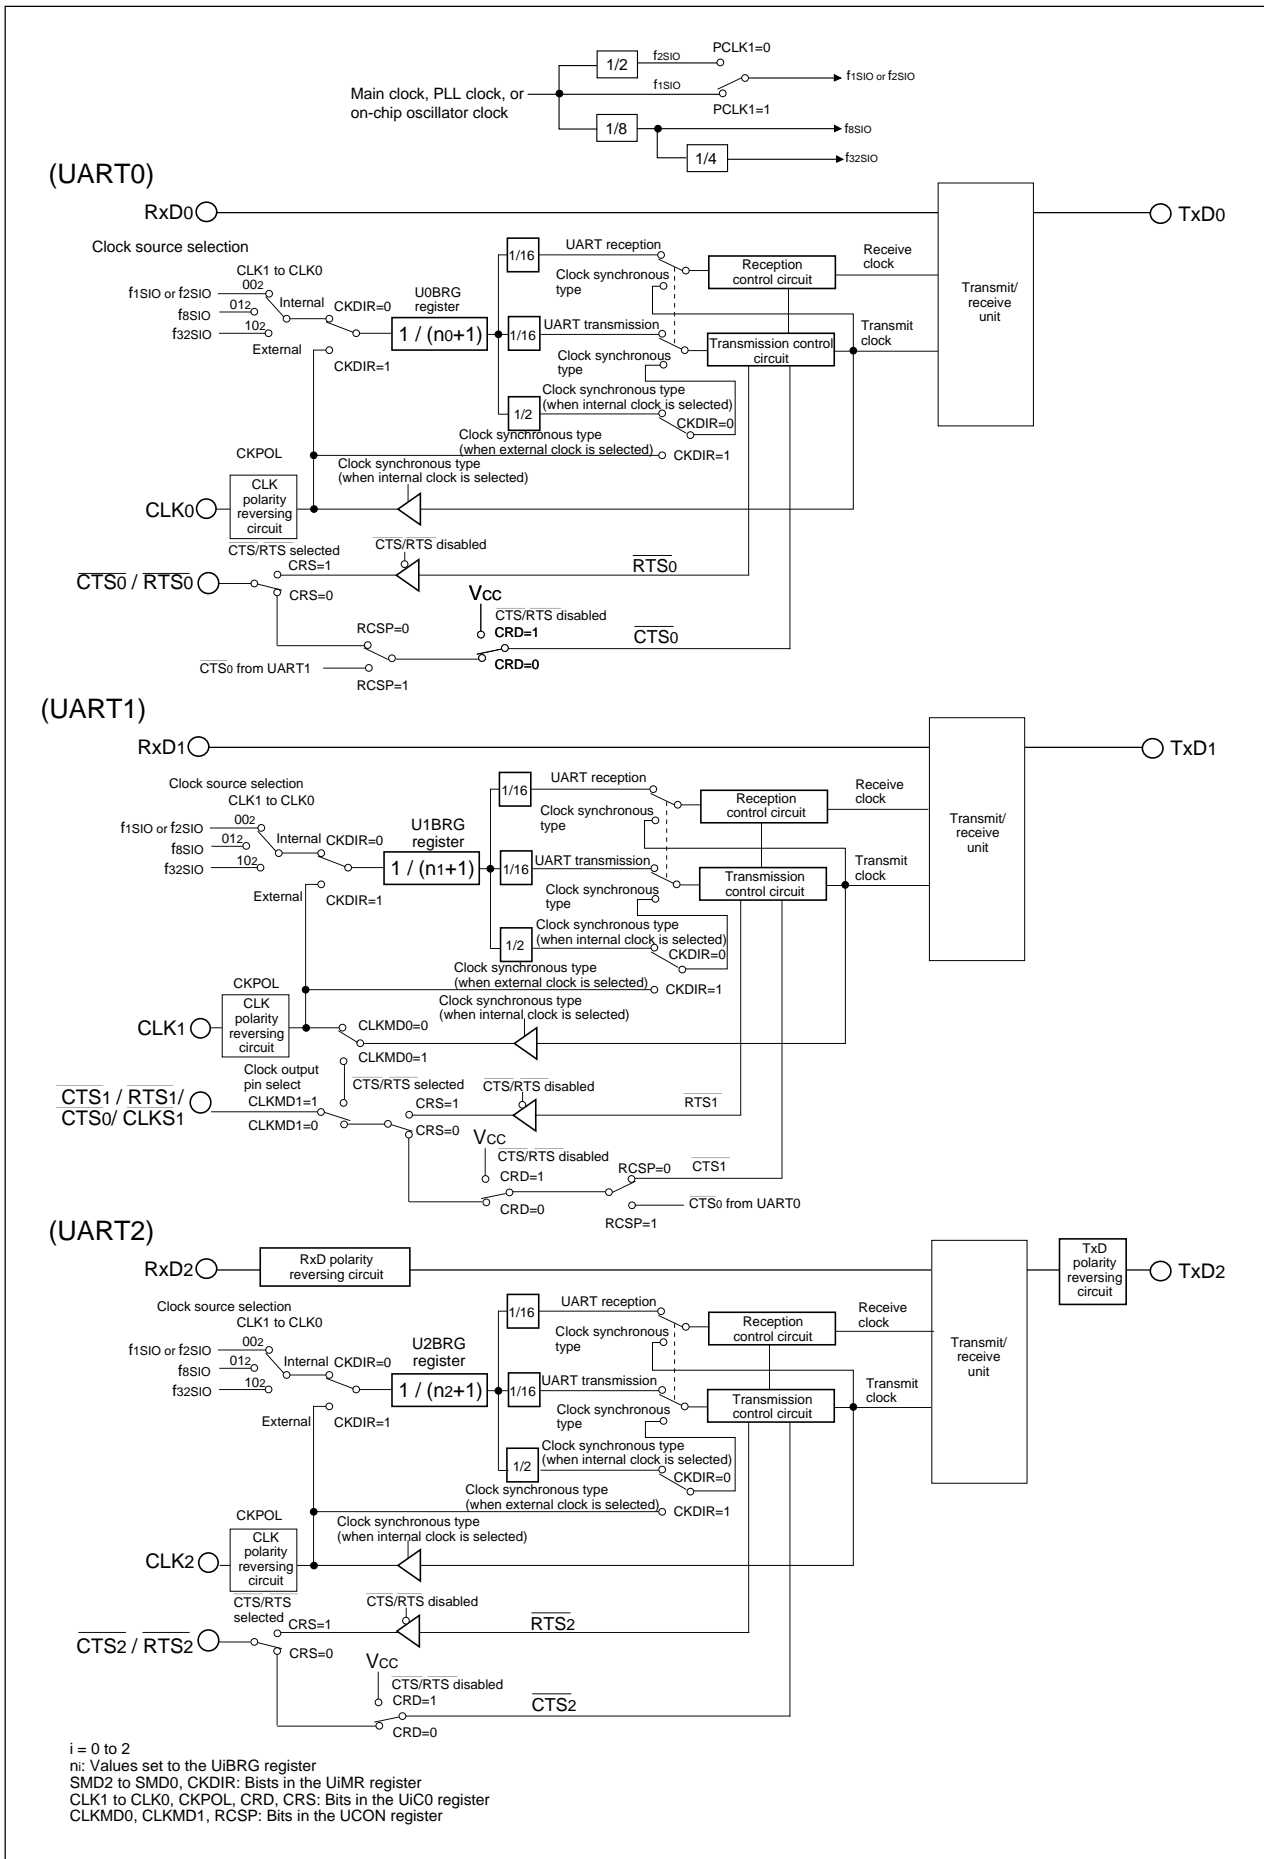 f2SIO
PCLK1=0
1/2
f1SIO
f1SIO or f2SIO
Main clock, PLL clock, or
on-chip oscillator clock
PCLK1=1
1/8
f8SIO
1/4
f32SIO
(UART0)
RxD0
TxD0
Clock source selection
CLK1 to CLK0
002
f1SIO or f2SIO
012
f8SIO
102
f32SIO
Internal
CKDIR=0
External
CKDIR=1
U0BRG
register
1 / (n0+1)
1/16
UART reception
Clock synchronous
type
Reception
control circuit
Receive
clock
1/16
UART transmission
Clock synchronous
type
Transmission control
circuit
Transmit
clock
Transmit/
receive
unit
1/2
Clock synchronous type
(when internal clock is selected)
CKDIR=0
Clock synchronous type
(when external clock is selected)
CKDIR=1
CKPOL
CLK
polarity
reversing
circuit
CLK0
Clock synchronous type
(when internal clock is selected)
CTS/RTS selected
CTS/RTS disabled
CTS0 / RTS0
CRS=1
CRS=0
RTS0
VCC
CTS/RTS disabled
CRD=1
CTS0
RCSP=0
CRD=0
CTS0 from UART1
RCSP=1
(UART1)
RxD1
TxD1
Clock source selection
CLK1 to CLK0
002
f1SIO or f2SIO
012
f8SIO
102
f32SIO
Internal
CKDIR=0
External
CKDIR=1
U1BRG
register
1 / (n1+1)
1/16
UART reception
Clock synchronous
type
Reception
control circuit
Receive
clock
1/16
UART transmission
Clock synchronous
type
Transmission
control circuit
Transmit
clock
Transmit/
receive
unit
1/2
Clock synchronous type
(when internal clock is selected)
CKDIR=0
Clock synchronous type
(when external clock is selected)
CKDIR=1
CKPOL
CLK
polarity
reversing
circuit
CLK1
Clock synchronous type
(when internal clock is selected)
CLKMD0=0
CLKMD0=1
Clock output
pin select
CTS/RTS selected
CTS/RTS disabled
CTS1 / RTS1/
CTS0/ CLKS1
CLKMD1=1
CLKMD1=0
CRS=1
CRS=0
RTS1
VCC
CTS/RTS disabled
CRD=1
CRD=0
RCSP=0
CTS1
CTS0 from UART0
RCSP=1
(UART2)
RxD2
RxD polarity
reversing circuit
TxD
polarity
reversing
circuit
TxD2
Clock source selection
CLK1 to CLK0
002
f1SIO or f2SIO
012
f8SIO
102
f32SIO
Internal
CKDIR=0
External
CKDIR=1
U2BRG
register
1 / (n2+1)
1/16
UART reception
Clock synchronous
type
Reception
control circuit
Receive
clock
1/16
UART transmission
Clock synchronous
type
Transmission
control circuit
Transmit
clock
Transmit/
receive
unit
1/2
Clock synchronous type
(when internal clock is selected)
CKDIR=0
Clock synchronous type
(when external clock is selected)
CKDIR=1
CKPOL
CLK
polarity
reversing
circuit
CLK2
Clock synchronous type
(when internal clock is selected)
CTS/RTS
selected
CTS/RTS disabled
CTS2 / RTS2
CRS=1
CRS=0
RTS2
VCC
CTS/RTS disabled
CRD=1
CTS2
CRD=0
i = 0 to 2
ni: Values set to the UiBRG register
SMD2 to SMD0, CKDIR: Bists in the UiMR register
CLK1 to CLK0, CKPOL, CRD, CRS: Bits in the UiC0 register
CLKMD0, CLKMD1, RCSP: Bits in the UCON register